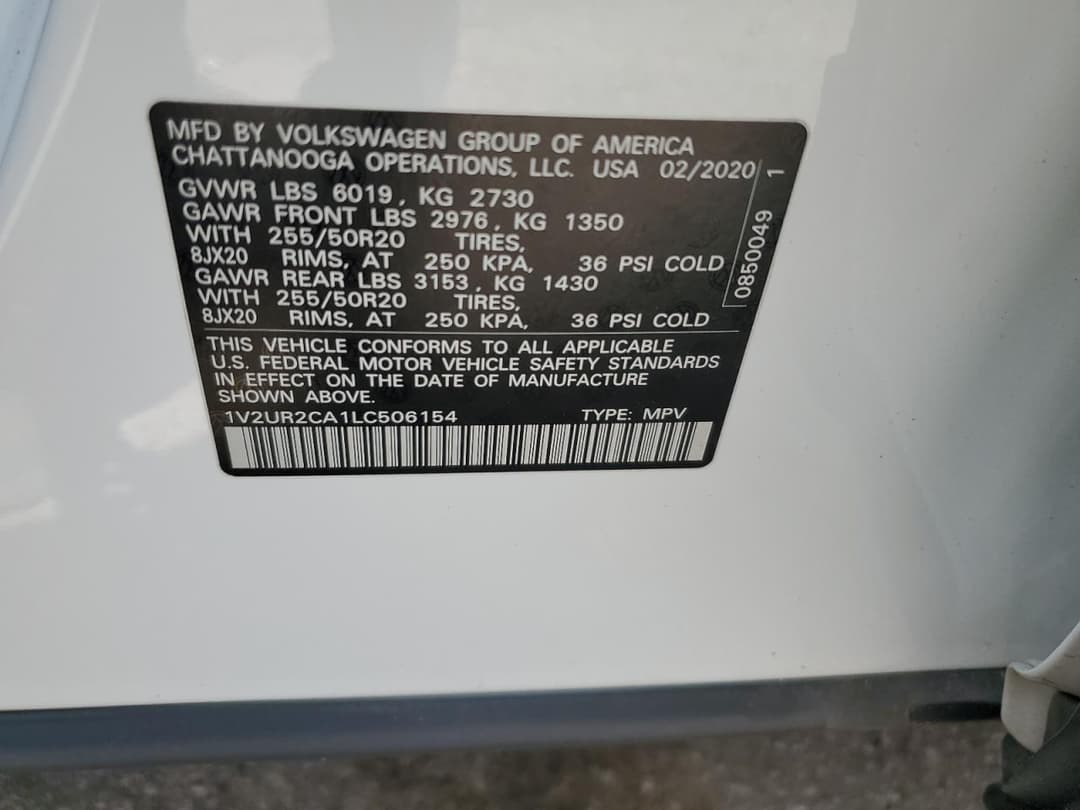 MFD BY VOLKSWAGEN GROUP OF AMERICA
CHATTANOOGA OPERATIONS, LLC. USA 02/2020
GVWR LBS 6019, KG 2730
GAWR FRONT LBS 2976, KG 1350
WITH 255/50R20 TIRES,
8JX20 RIMS, AT 250 KPA, 36 PSI COLD
GAWR REAR LBS 3153, KG 1430
WITH 255/50R20 TIRES,
8JX20 RIMS, AT 250 KPA, 36 PSI COLD
0850049 1
THIS VEHICLE CONFORMS TO ALL APPLICABLE
U.S. FEDERAL MOTOR VEHICLE SAFETY STANDARDS
IN EFFECT ON THE DATE OF MANUFACTURE
SHOWN ABOVE.
1V2UR2CA1LC506154 TYPE: MPV